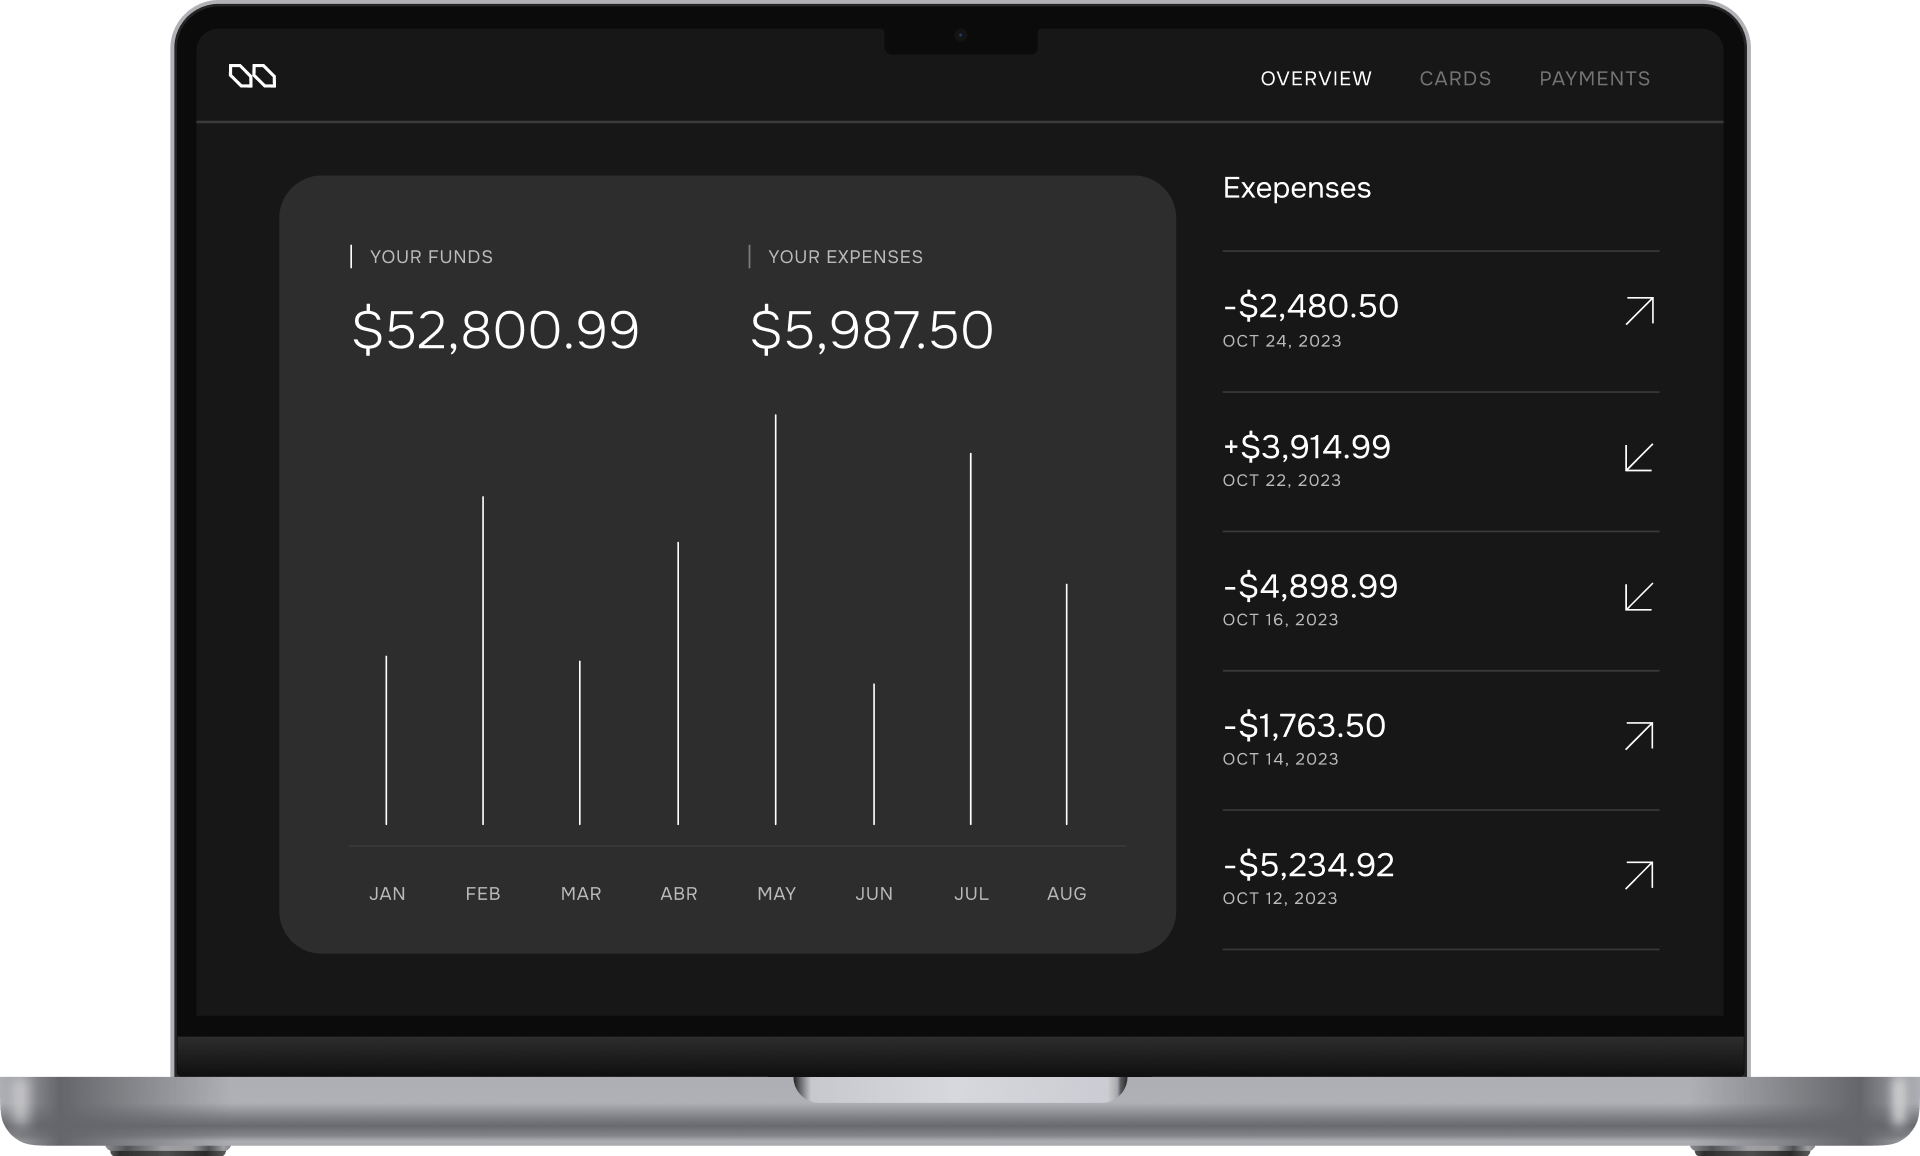 OVERVIEW CARDS PAYMENTS
YOUR FUNDS
$52,800.99
YOUR EXPENSES
$5,987.50
JAN FEB MAR ABR MAY JUN JUL AUG
Exepenses
-$2,480.50
OCT 24, 2023
+$3,914.99
OCT 22, 2023
-$4,898.99
OCT 16, 2023
-$1,763.50
OCT 14, 2023
-$5,234.92
OCT 12, 2023